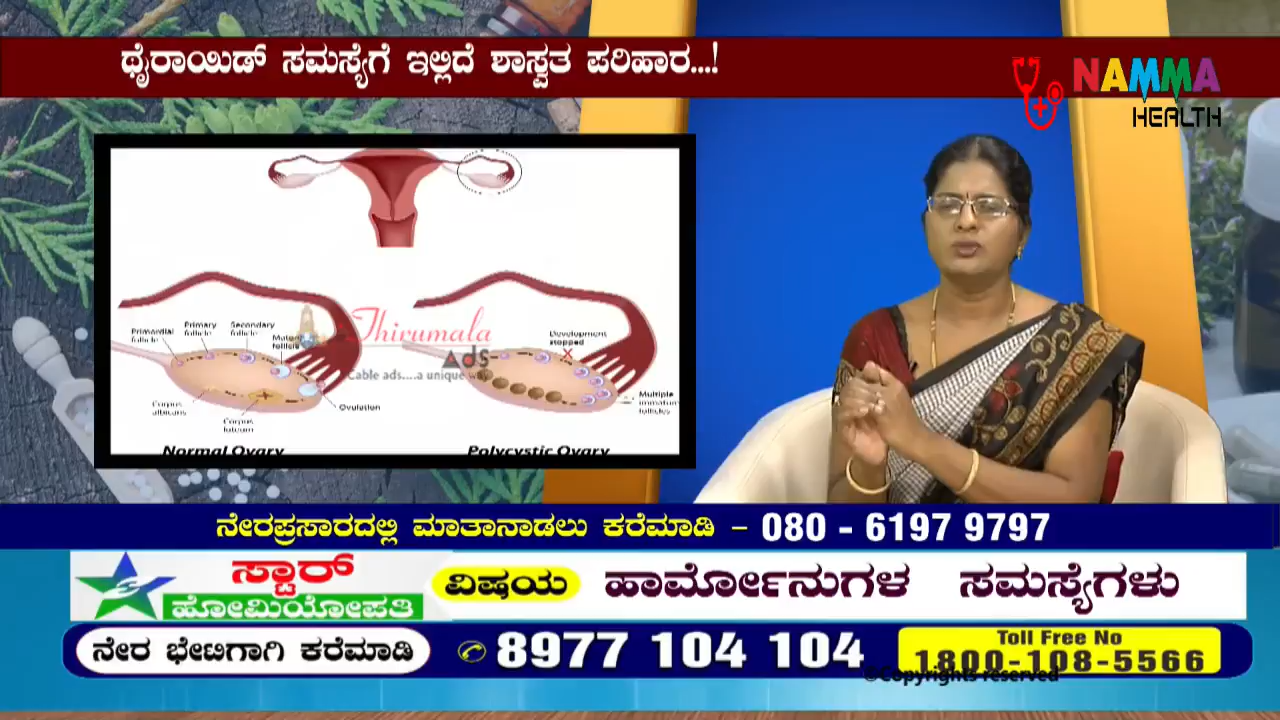 ಥೈರಾಯಿಡ್ ಸಮಸ್ಯೆಗೆ ಇಲ್ಲಿದೆ ಶಾಸ್ವತ ಪರಿಹಾರ...!
NAMMA
HEALTH
Primordial
follicle
Primary
follicle
Secondary
follicle
Mature
follicle
Corpus
albicans
Corpus
luteum
Ovulation
Normal Ovary
Thirumala
Ads
Cable ads....a unique way
Development
stopped
Multiple
immature
follicles
Polycystic Ovary
ನೇರಪ್ರಸಾರದಲ್ಲಿ ಮಾತಾನಾಡಲು ಕರೆಮಾಡಿ - 080 - 6197 9797
S
ಸ್ಟಾರ್
ಹೋಮಿಯೋಪತಿ
ವಿಷಯ ಹಾರ್ಮೋನುಗಳ ಸಮಸ್ಯೆಗಳು
ನೇರ ಭೇಟಿಗಾಗಿ ಕರೆಮಾಡಿ 8977 104 104
Toll Free No
1800-108-5566
©Copyrights reserved